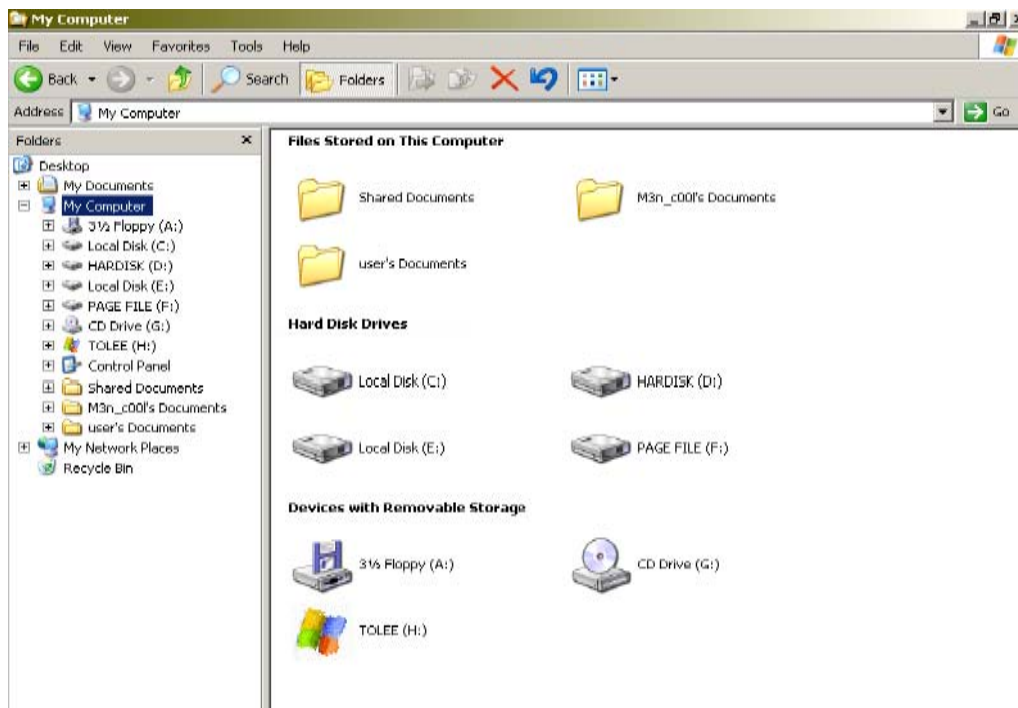 My Computer
File Edit View Favorites Tools Help
Back Search Folders
Address My Computer Go
Folders
Desktop
My Documents
My Computer
3½ Floppy (A:)
Local Disk (C:)
HARDISK (D:)
Local Disk (E:)
PAGE FILE (F:)
CD Drive (G:)
TOLEE (H:)
Control Panel
Shared Documents
M3n_c00l's Documents
user's Documents
My Network Places
Recycle Bin
Files Stored on This Computer
Shared Documents M3n_c00l's Documents
user's Documents
Hard Disk Drives
Local Disk (C:) HARDISK (D:)
Local Disk (E:) PAGE FILE (F:)
Devices with Removable Storage
3½ Floppy (A:) CD Drive (G:)
TOLEE (H:)